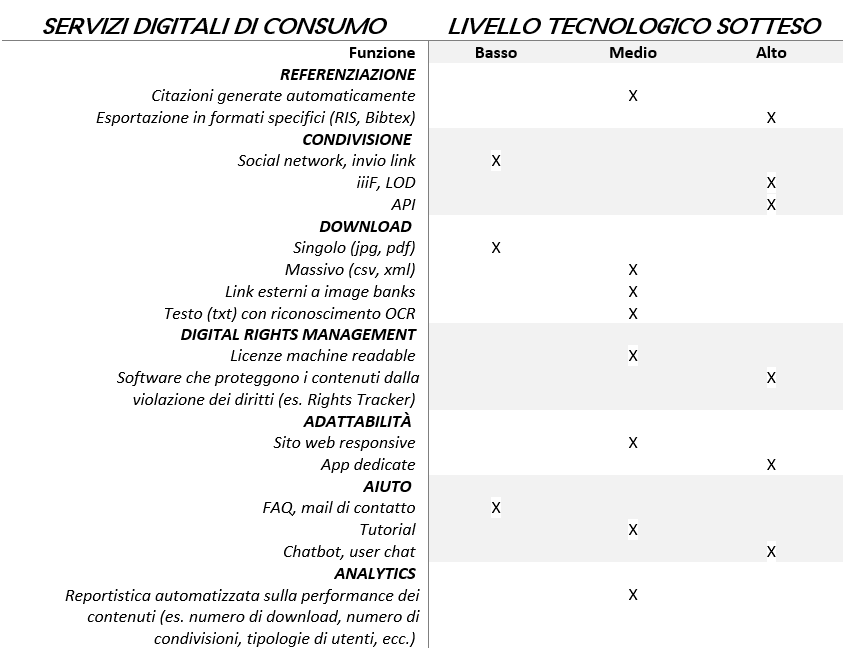 SERVIZI DIGITALI DI CONSUMO LIVELLO TECNOLOGICO SOTTESO
Funzione Basso Medio Alto
REFERENZIAZIONE
Citazioni generate automaticamente X
Esportazione in formati specifici (RIS, Bibtex) X
CONDIVISIONE
Social network, invio link X
iiiF, LOD X
API X
DOWNLOAD
Singolo (jpg, pdf) X
Massivo (csv, xml) X
Link esterni a image banks X
Testo (txt) con riconoscimento OCR X
DIGITAL RIGHTS MANAGEMENT
Licenze machine readable X
Software che proteggono i contenuti dalla X
violazione dei diritti (es. Rights Tracker)
ADATTABILITÀ
Sito web responsive X
App dedicate X
AIUTO
FAQ, mail di contatto X
Tutorial X
Chatbot, user chat X
ANALYTICS
Reportistica automatizzata sulla performance dei X
contenuti (es. numero di download, numero di
condivisioni, tipologie di utenti, ecc.)